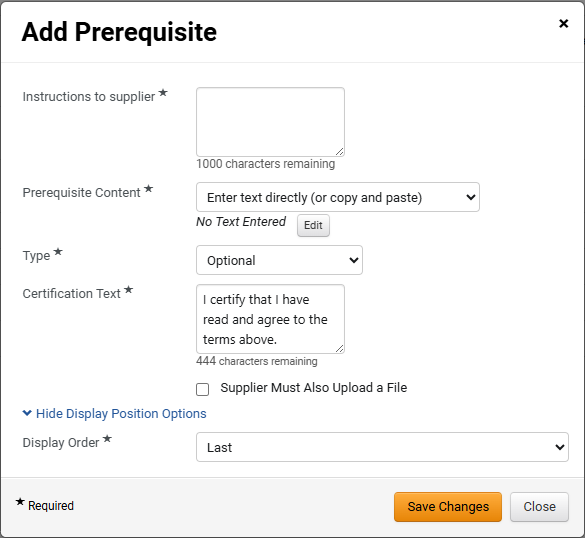 Add Prerequisite
×
Instructions to supplier ★
1000 characters remaining
Prerequisite Content ★
Enter text directly (or copy and paste)
No Text Entered
Edit
Type ★
Optional
Certification Text ★
I certify that I have
read and agree to the
terms above.
444 characters remaining
Supplier Must Also Upload a File
Hide Display Position Options
Display Order ★
Last
★ Required
Save Changes
Close